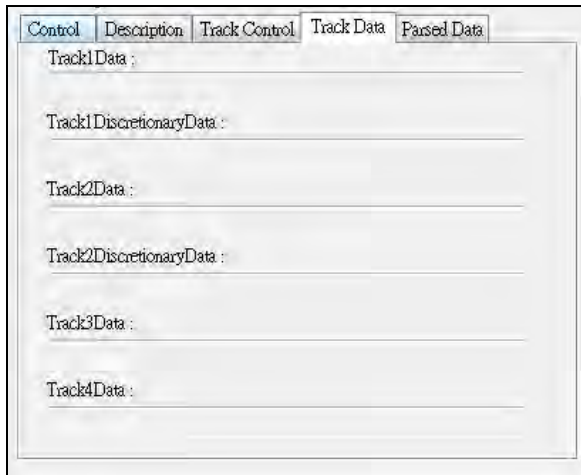 Control Description Track Control Track Data Parsed Data
Track1Data :
Track1DiscretionaryData :
Track2Data :
Track2DiscretionaryData :
Track3Data :
Track4Data :